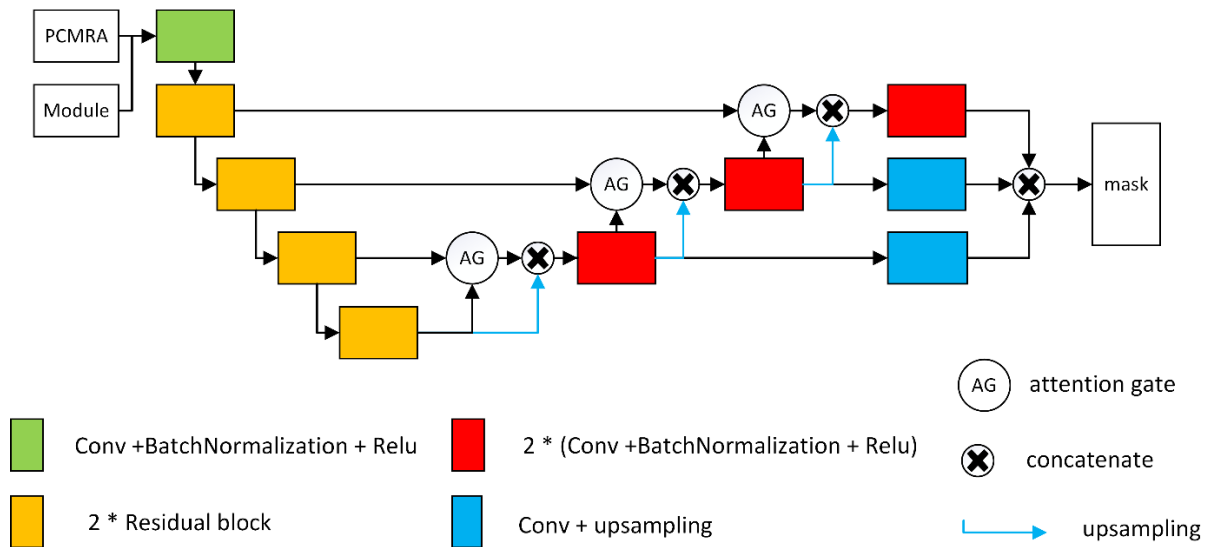 PCMRA
Module
AG
AG
AG
mask
AG attention gate
Conv +BatchNormalization + Relu
2 * (Conv +BatchNormalization + Relu)
concatenate
2 * Residual block
Conv + upsampling
upsampling